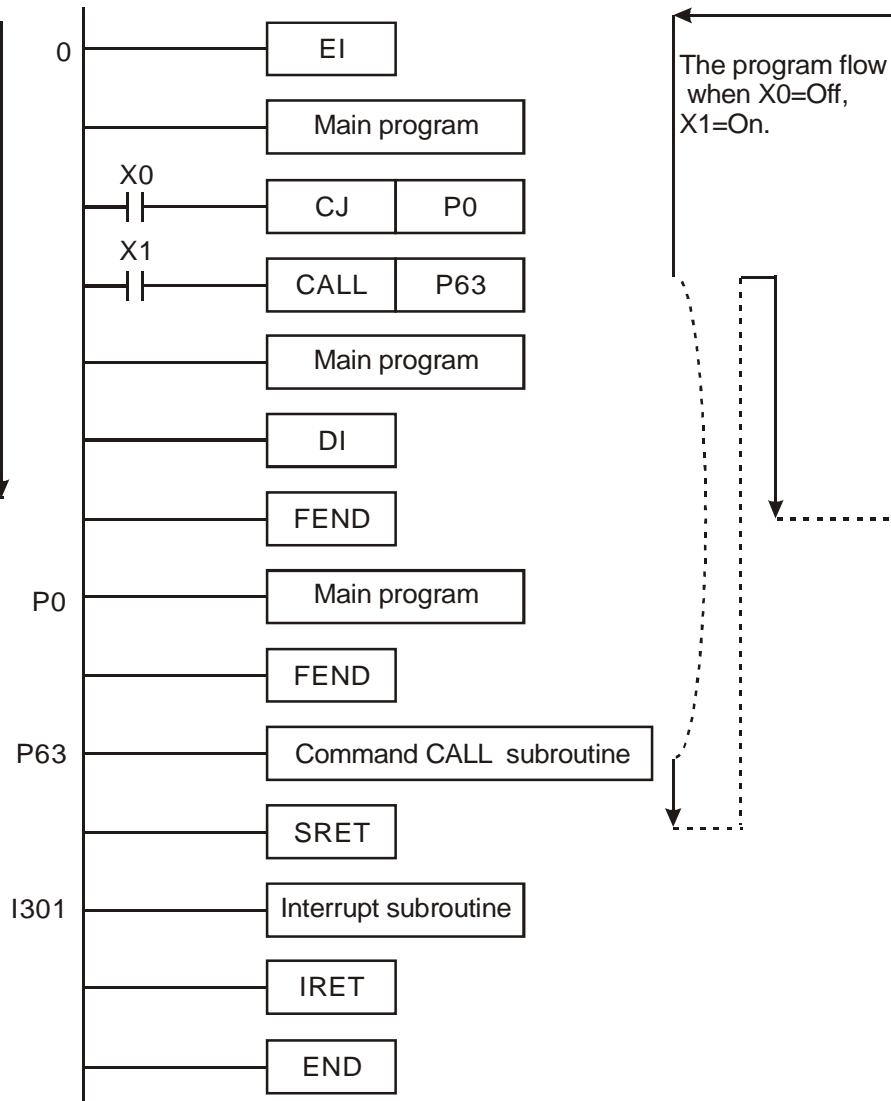 0 EI
The program flow
when X0=Off,
X1=On.
Main program
X0
CJ P0
X1
CALL P63
Main program
DI
FEND
P0 Main program
FEND
P63 Command CALL subroutine
SRET
I301 Interrupt subroutine
IRET
END